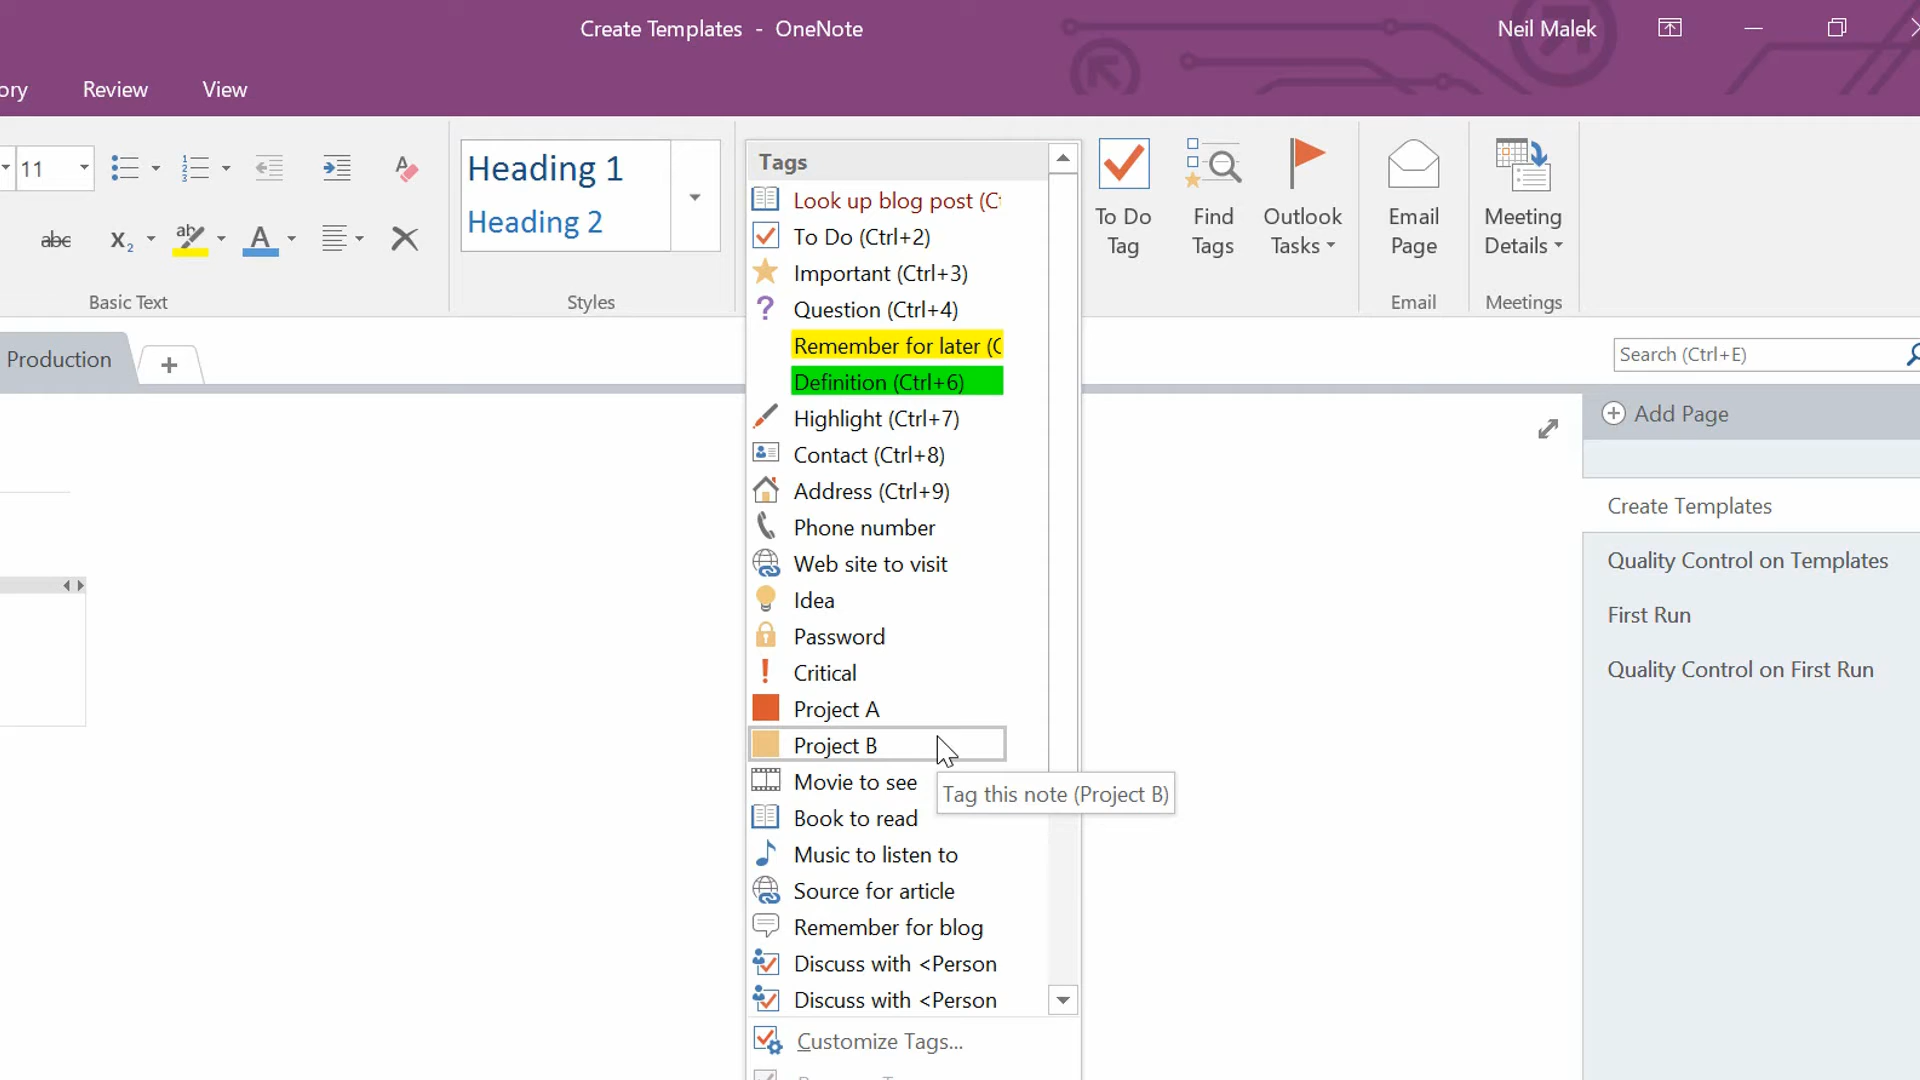 Create Templates - OneNote
Neil Malek
ory Review View
11
abc
Basic Text
Heading 1
Heading 2
Styles
Tags
Look up blog post (Ct
To Do (Ctrl+2)
Important (Ctrl+3)
Question (Ctrl+4)
Remember for later (C
Definition (Ctrl+6)
Highlight (Ctrl+7)
Contact (Ctrl+8)
Address (Ctrl+9)
Phone number
Web site to visit
Idea
Password
Critical
Project A
Project B
Movie to see
Book to read
Music to listen to
Source for article
Remember for blog
Discuss with <Person
Discuss with <Person
Customize Tags...
Tag this note (Project B)
To Do
Tag
Find
Tags
Outlook
Tasks
Email
Page
Email
Meeting
Details
Meetings
Production
Search (Ctrl+E)
Add Page
Create Templates
Quality Control on Templates
First Run
Quality Control on First Run